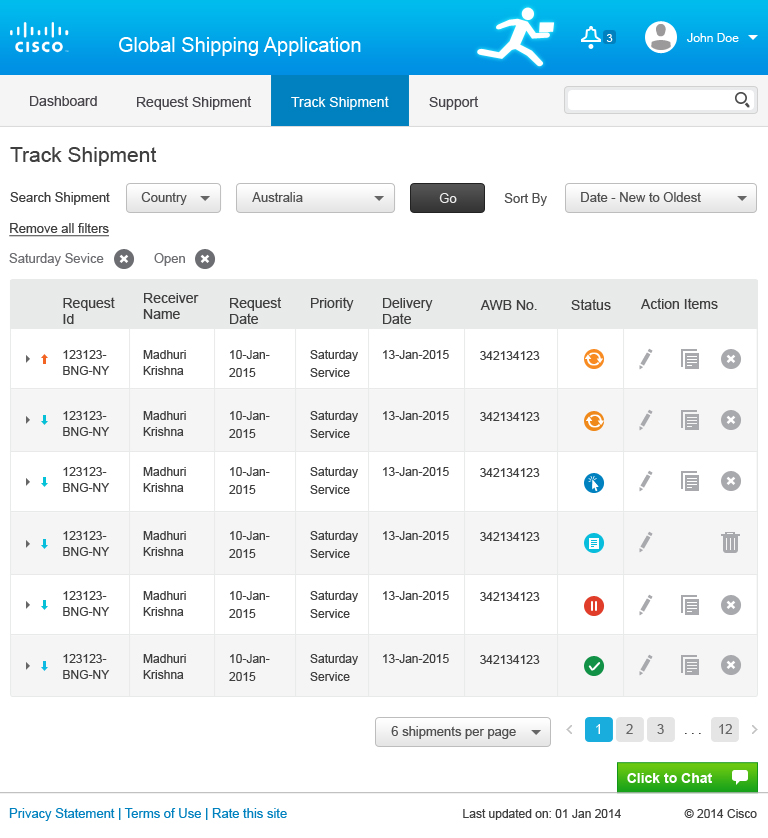 CISCO
Global Shipping Application
3
John Doe
Dashboard Request Shipment Track Shipment Support
Track Shipment
Search Shipment Country Australia Go Sort By Date - New to Oldest
Remove all filters
Saturday Sevice Open
Request Id Receiver Name Request Date Priority Delivery Date AWB No. Status Action Items
123123-BNG-NY Madhuri Krishna 10-Jan-2015 Saturday Service 13-Jan-2015 342134123
123123-BNG-NY Madhuri Krishna 10-Jan-2015 Saturday Service 13-Jan-2015 342134123
123123-BNG-NY Madhuri Krishna 10-Jan-2015 Saturday Service 13-Jan-2015 342134123
123123-BNG-NY Madhuri Krishna 10-Jan-2015 Saturday Service 13-Jan-2015 342134123
123123-BNG-NY Madhuri Krishna 10-Jan-2015 Saturday Service 13-Jan-2015 342134123
123123-BNG-NY Madhuri Krishna 10-Jan-2015 Saturday Service 13-Jan-2015 342134123
6 shipments per page < 1 2 3 ... 12 >
Click to Chat
Privacy Statement | Terms of Use | Rate this site Last updated on: 01 Jan 2014 © 2014 Cisco